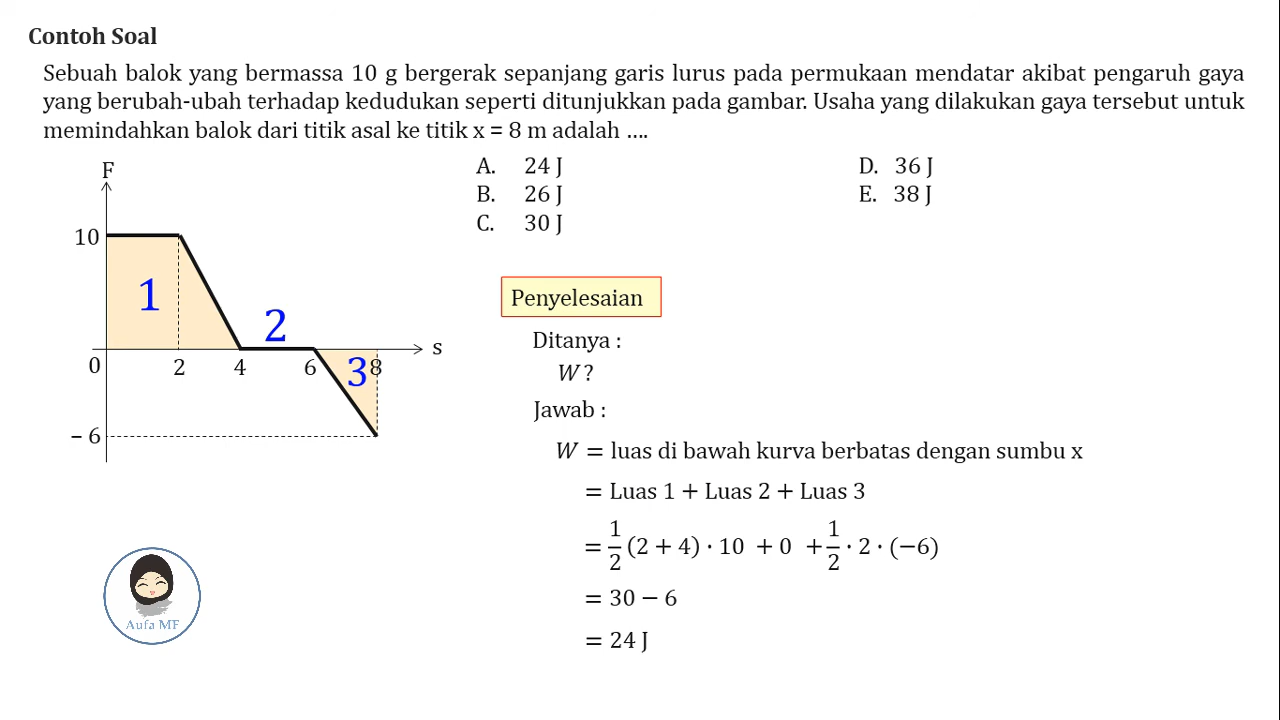 Contoh Soal
Sebuah balok yang bermassa 10 g bergerak sepanjang garis lurus pada permukaan mendatar akibat pengaruh gaya
yang berubah-ubah terhadap kedudukan seperti ditunjukkan pada gambar. Usaha yang dilakukan gaya tersebut untuk
memindahkan balok dari titik asal ke titik x = 8 m adalah ....
A. 24 J
B. 26 J
C. 30 J
D. 36 J
E. 38 J
F
10
1
2
3
0
2
4
6
8
s
– 6
Penyelesaian
Ditanya :
W ?
Jawab :
W = luas di bawah kurva berbatas dengan sumbu x
= Luas 1 + Luas 2 + Luas 3
= 1/2 (2 + 4) · 10 + 0 + 1/2 · 2 · (−6)
= 30 − 6
= 24 J
Aufa MF